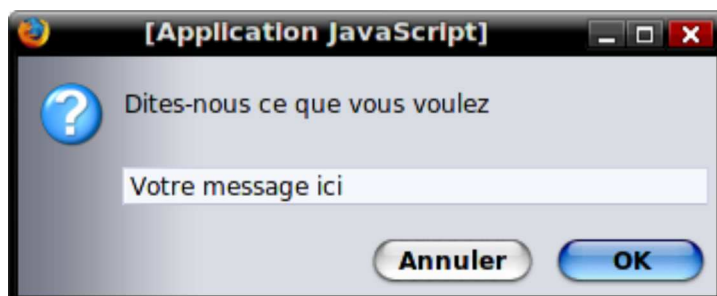 [Application JavaScript]
Dites-nous ce que vous voulez
Votre message ici
Annuler OK